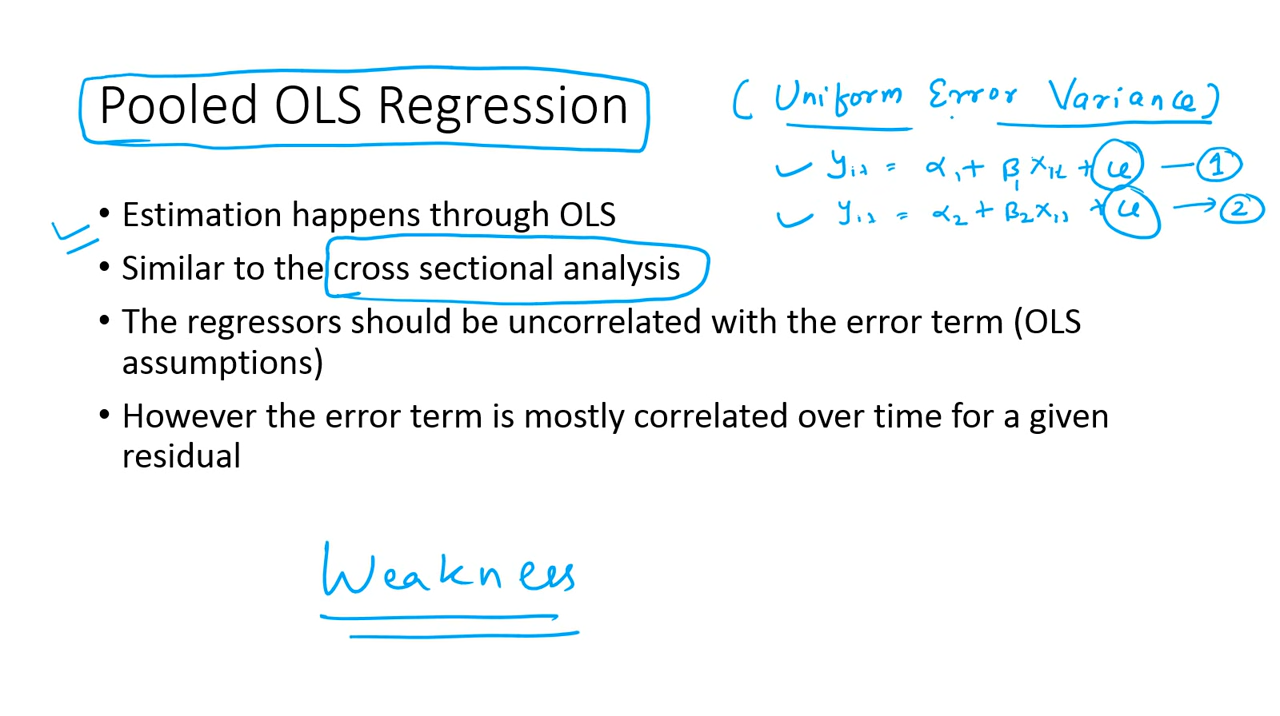 Pooled OLS Regression
( Uniform Error Variance )
• Estimation happens through OLS
• Similar to the cross sectional analysis
• The regressors should be uncorrelated with the error term (OLS
assumptions)
• However the error term is mostly correlated over time for a given
residual
Weakness